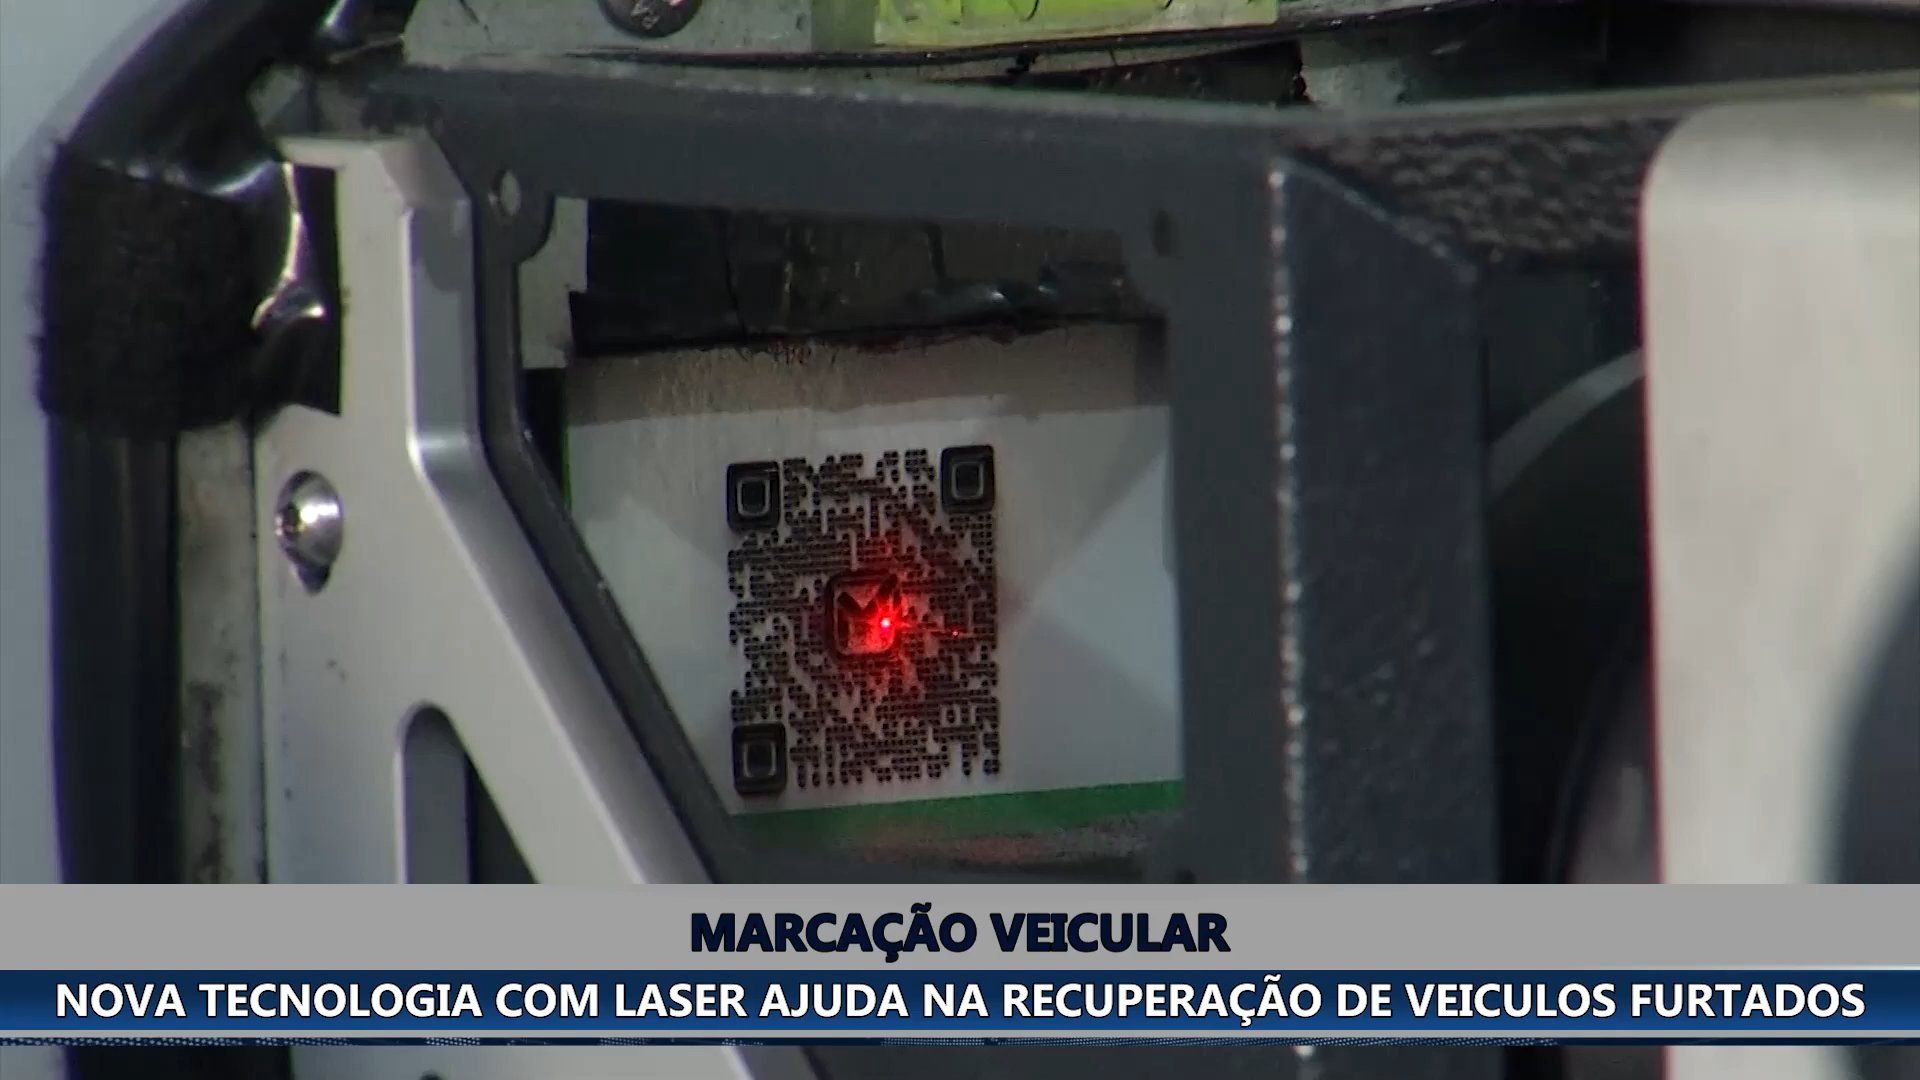 MARCAÇÃO VEICULAR
NOVA TECNOLOGIA COM LASER AJUDA NA RECUPERAÇÃO DE VEICULOS FURTADOS